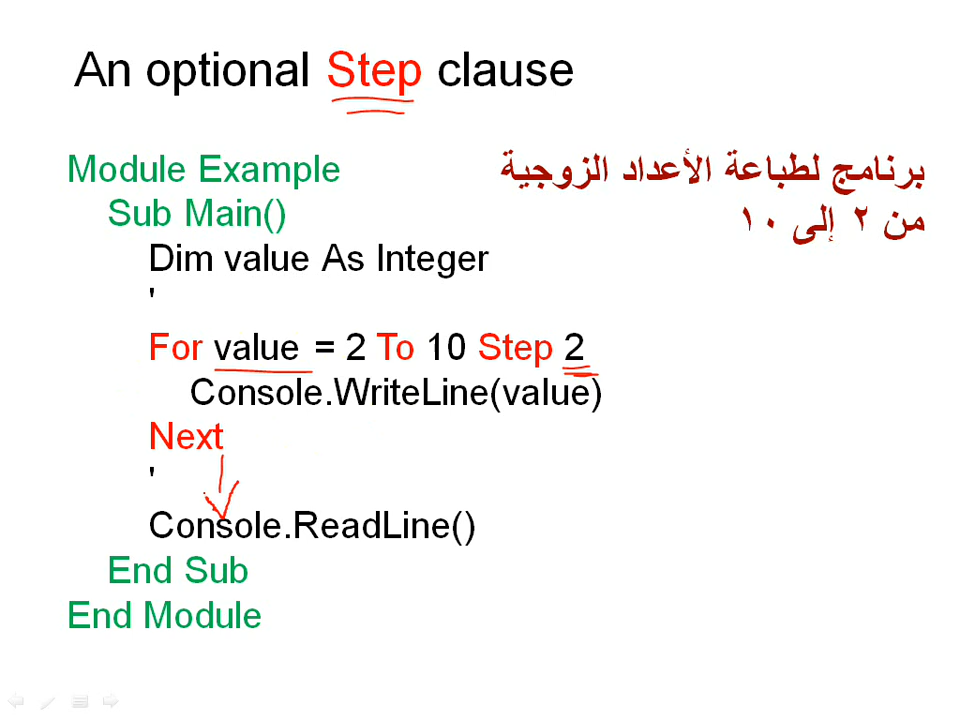 An optional Step clause
برنامج لطباعة الأعداد الزوجية
من ٢ إلى ١٠
Module Example
Sub Main()
Dim value As Integer
'
For value = 2 To 10 Step 2
Console.WriteLine(value)
Next
'
Console.ReadLine()
End Sub
End Module